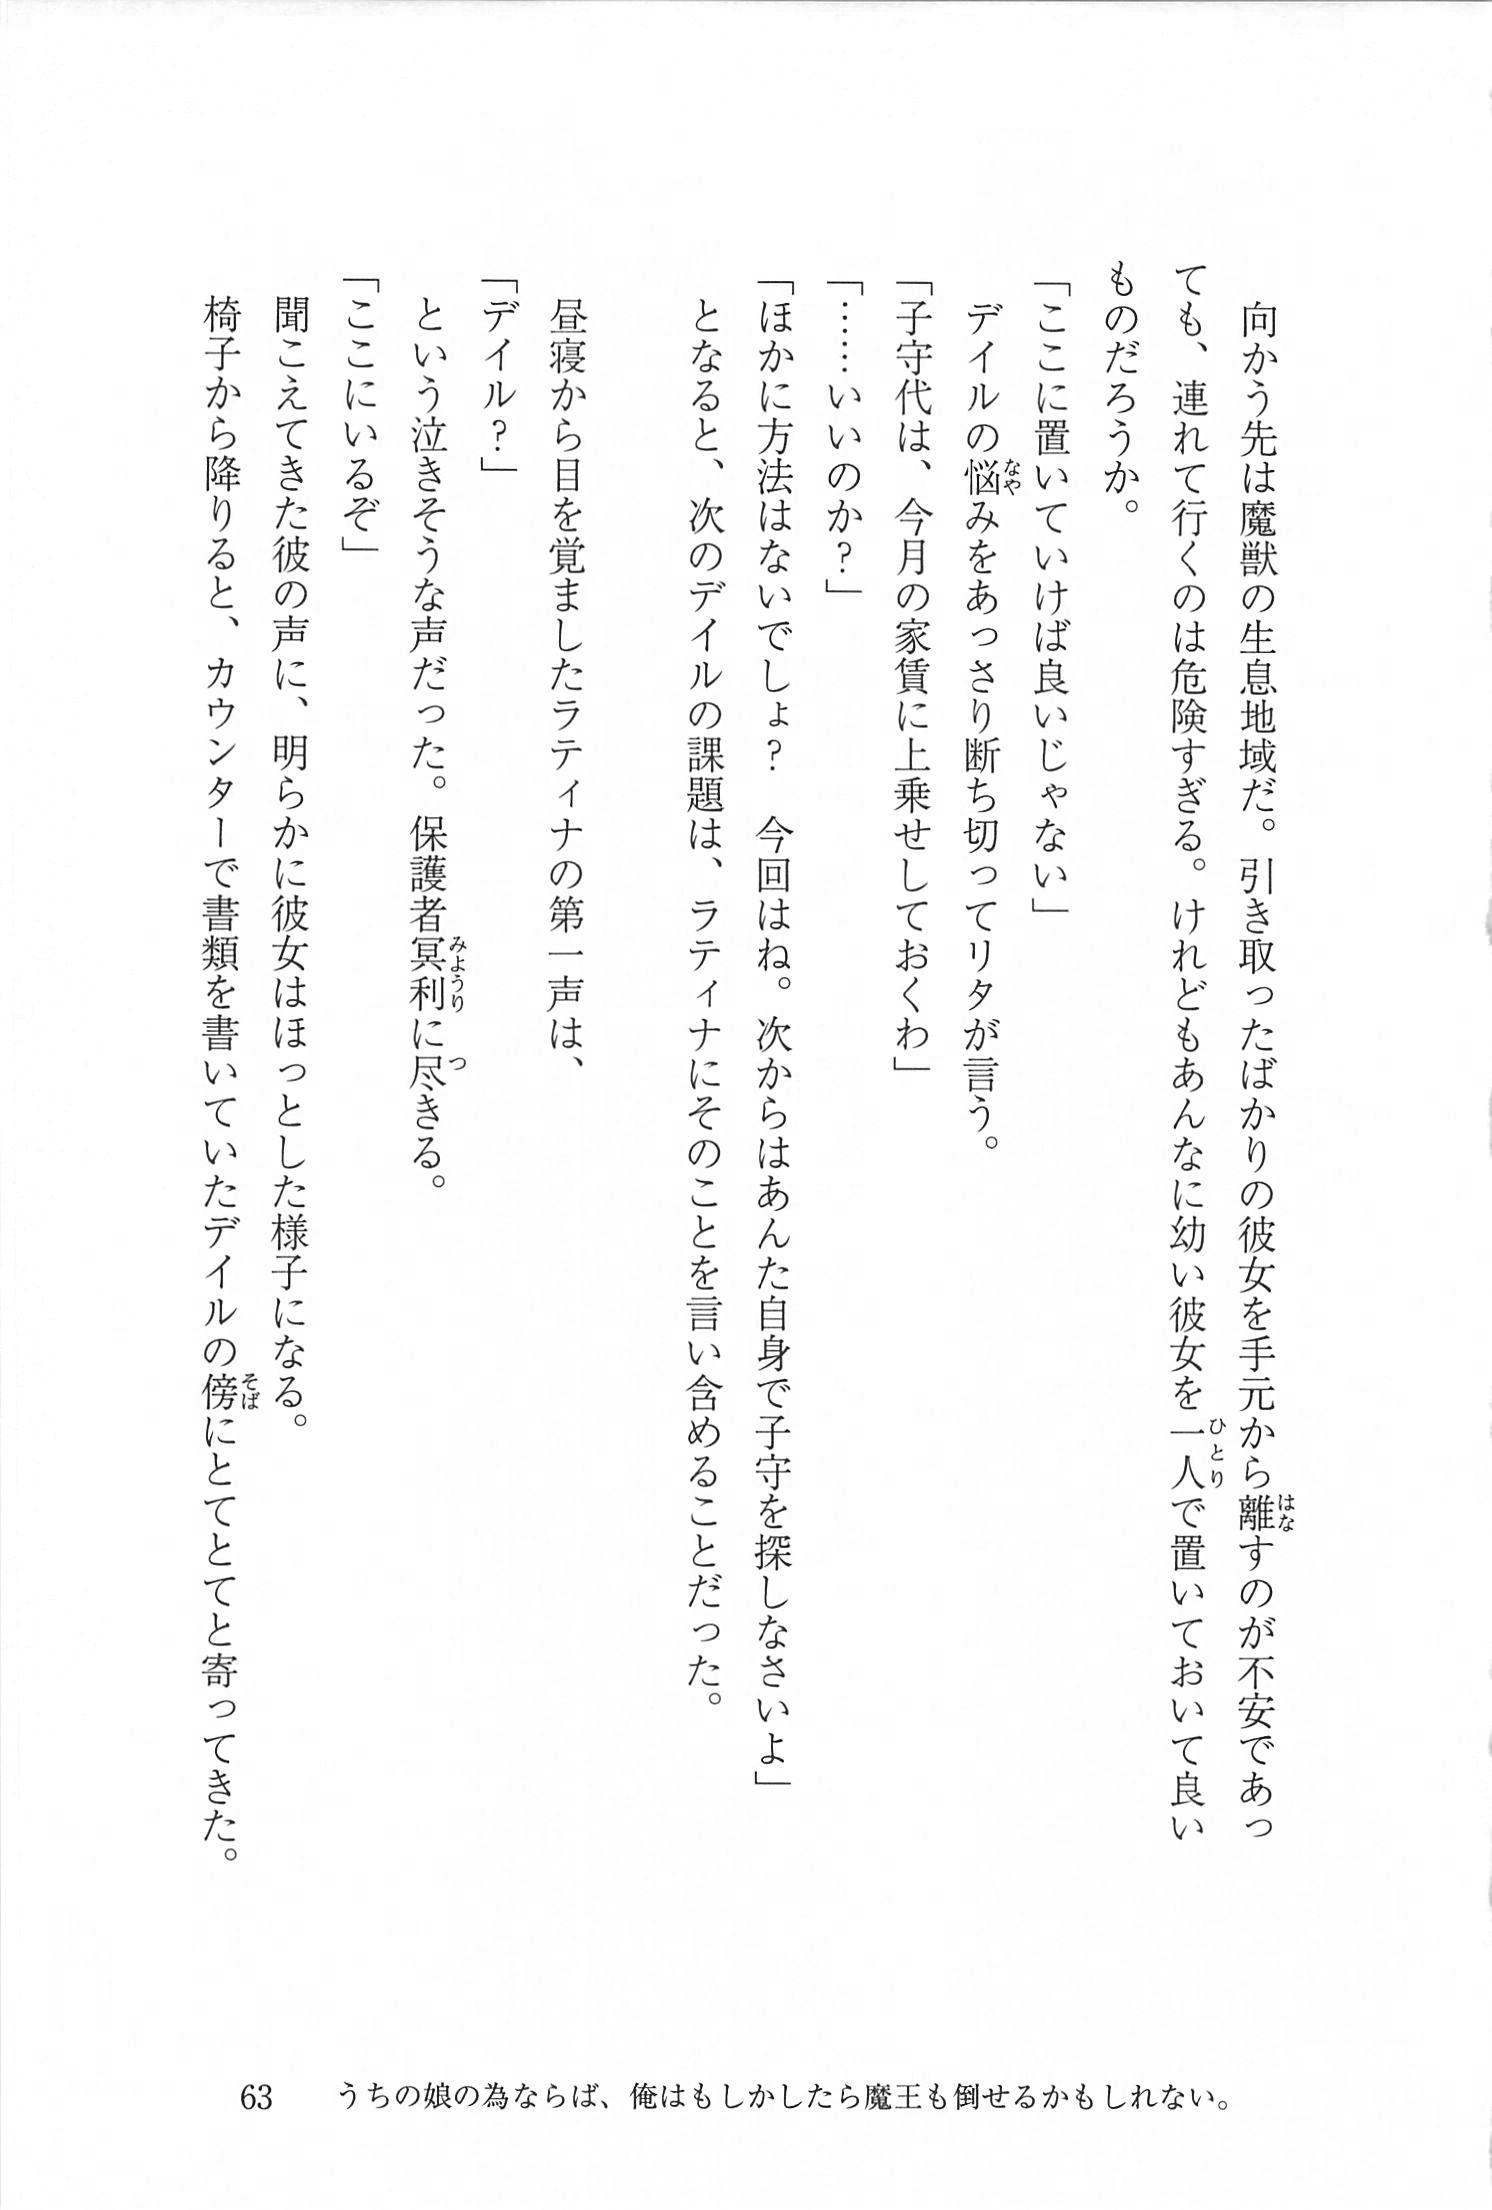 向かう先は魔獣の生息地域だ。引き取ったばかりの彼女を手元から離すのが不安であっ
ても、連れて行くのは危険すぎる。けれどもあんなに幼い彼女を一人で置いておいて良い
ものだろうか。
「ここに置いていけば良いじゃない」
デイルの悩みをあっさり断ち切ってリタが言う。
「子守代は、今月の家賃に上乗せしておくわ」
「……いいのか?」
「ほかに方法はないでしょ?　今回はね。次からはあんた自身で子守を探しなさいよ」
となると、次のデイルの課題は、ラティナにそのことを言い含めることだった。
昼寝から目を覚ましたラティナの第一声は、
「デイル?」
という泣きそうな声だった。保護者冥利に尽きる。
「ここにいるぞ」
聞こえてきた彼の声に、明らかに彼女はほっとした様子になる。
椅子から降りると、カウンターで書類を書いていたデイルの傍にとてとてと寄ってきた。
63　うちの娘の為ならば、俺はもしかしたら魔王も倒せるかもしれない。